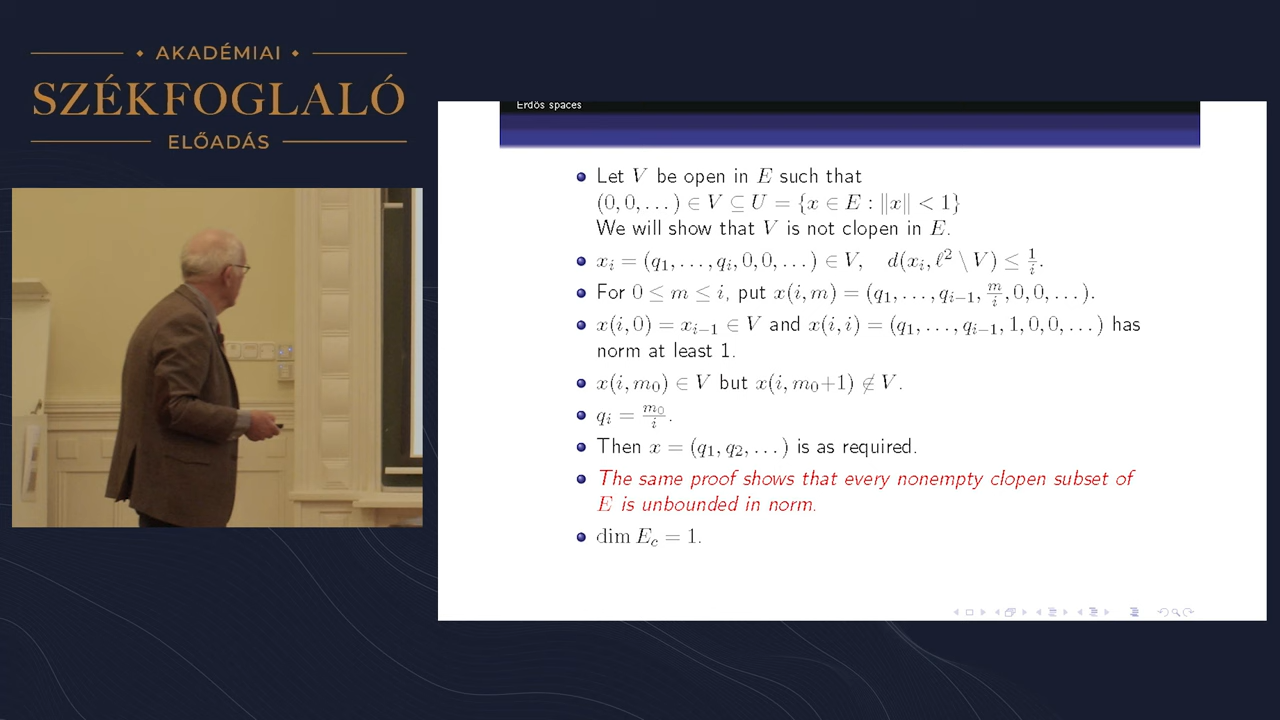 AKADÉMIAI
SZÉKFOGLALÓ
ELŐADÁS
Erdős spaces
Let V be open in E such that
(0, 0, . . . ) ∈ V ⊆ U = {x ∈ E : ‖x‖ < 1}
We will show that V is not clopen in E.
x_i = (q_1, . . . , q_i, 0, 0, . . . ) ∈ V, d(x_i, ℓ^2 \ V) ≤ 1/i.
For 0 ≤ m ≤ i, put x(i, m) = (q_1, . . . , q_{i−1}, m/i, 0, 0, . . . ).
x(i, 0) = x_{i−1} ∈ V and x(i, i) = (q_1, . . . , q_{i−1}, 1, 0, 0, . . . ) has
norm at least 1.
x(i, m_0) ∈ V but x(i, m_0+1) ∉ V.
q_i = m_0/i.
Then x = (q_1, q_2, . . . ) is as required.
The same proof shows that every nonempty clopen subset of
E is unbounded in norm.
dim E_c = 1.